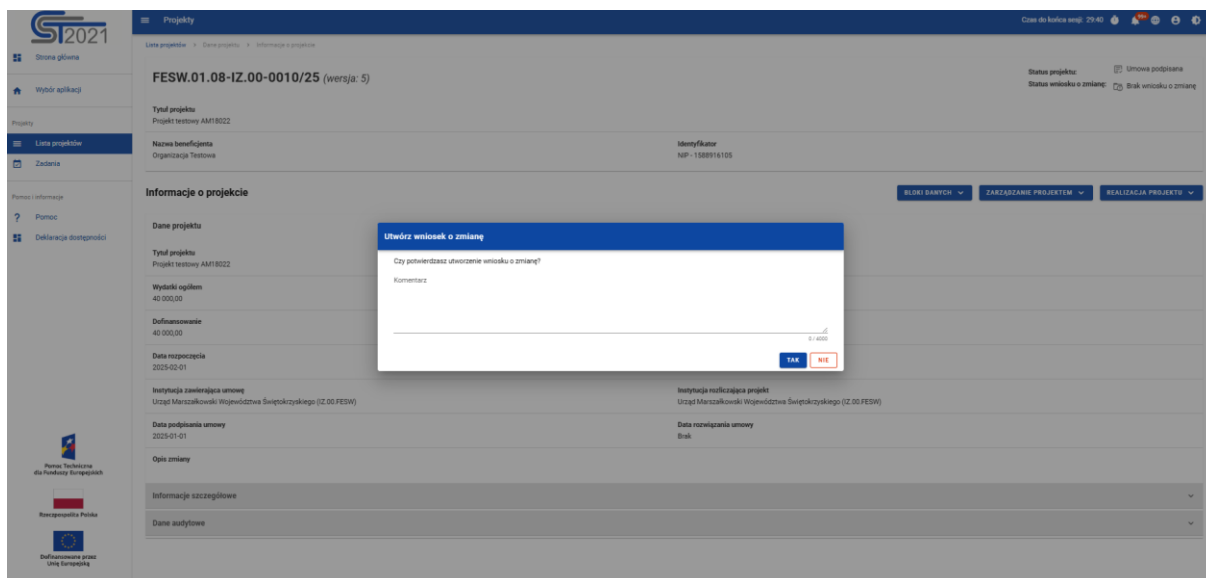 ST2021
Strona główna
Wybór aplikacji
Projekty
Lista projektów
Zadania
Pomoc i informacje
? Pomoc
Deklaracja dostępności
Pomoc Techniczna
dla Funduszy Europejskich
Rzeczpospolita Polska
Dofinansowane przez
Unię Europejską
Projekty
Czas do końca sesji: 29:40
99+
Lista projektów > Dane projektu > Informacje o projekcie
FESW.01.08-IZ.00-0010/25 (wersja: 5)
Status projektu: Umowa podpisana
Status wniosku o zmianę: Brak wniosku o zmianę
Tytuł projektu
Projekt testowy AM18022
Nazwa beneficjenta
Organizacja Testowa
Identyfikator
NIP - 1588916105
Informacje o projekcie
BLOKI DANYCH
ZARZĄDZANIE PROJEKTEM
REALIZACJA PROJEKTU
Dane projektu
Tytuł projektu
Projekt testowy AM18022
Wydatki ogółem
40 000,00
Dofinansowanie
40 000,00
Data rozpoczęcia
2025-02-01
Utwórz wniosek o zmianę
Czy potwierdzasz utworzenie wniosku o zmianę?
Komentarz
0 / 4000
TAK
NIE
Instytucja zawierająca umowę
Urząd Marszałkowski Województwa Świętokrzyskiego (IZ.00.FESW)
Instytucja rozliczająca projekt
Urząd Marszałkowski Województwa Świętokrzyskiego (IZ.00.FESW)
Data podpisania umowy
2025-01-01
Data rozwiązania umowy
Brak
Opis zmiany
Informacje szczegółowe
Dane audytowe